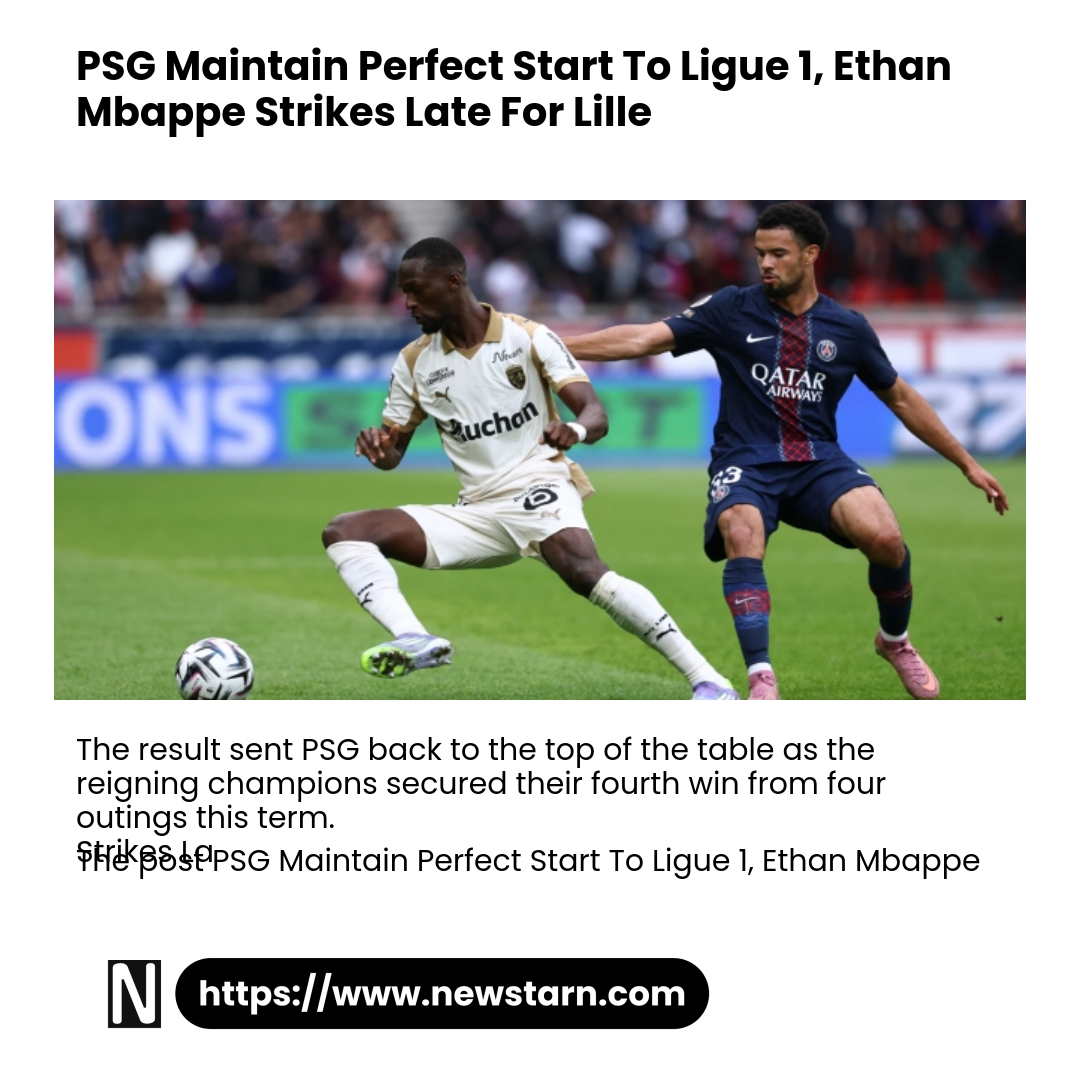 PSG Maintain Perfect Start To Ligue 1, Ethan
Mbappe Strikes Late For Lille
ONS
27
Auchan
QATAR
AIRWAYS
The result sent PSG back to the top of the table as the
reigning champions secured their fourth win from four
outings this term.
Strikes La
The post PSG Maintain Perfect Start To Ligue 1, Ethan Mbappe
N
https://www.newstarn.com